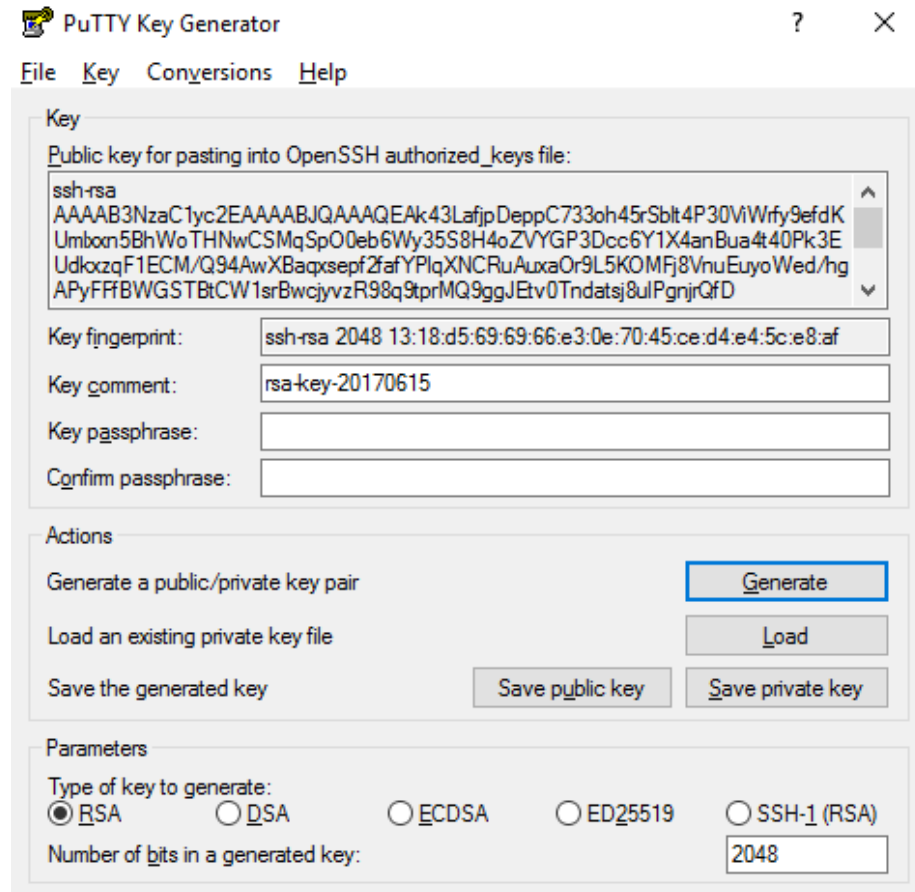 PuTTY Key Generator ? ×
File Key Conversions Help
Key
Public key for pasting into OpenSSH authorized_keys file:
ssh-rsa
AAAAB3NzaC1yc2EAAAABJQAAAQEAk43LafjpDeppC733oh45rSblt4P30ViWrfy9efdK
Umlxxn5BhWoTHNwCSMqSpO0eb6Wy35S8H4oZVYGP3Dcc6Y1X4anBua4t40Pk3E
UdkxzqF1ECM/Q94AwXBaqxsepf2fafYPlqXNCRuAuxaOr9L5KOMFj8VnuEuyoWed/hg
APyFFfBWGSTBtCW1srBwcjyvzR98q9tprMQ9ggJEtv0Tndatsj8uIPgnjrQfD
Key fingerprint: ssh-rsa 2048 13:18:d5:69:69:66:e3:0e:70:45:ce:d4:e4:5c:e8:af
Key comment: rsa-key-20170615
Key passphrase:
Confirm passphrase:
Actions
Generate a public/private key pair Generate
Load an existing private key file Load
Save the generated key Save public key Save private key
Parameters
Type of key to generate:
RSA DSA ECDSA ED25519 SSH-1 (RSA)
Number of bits in a generated key: 2048